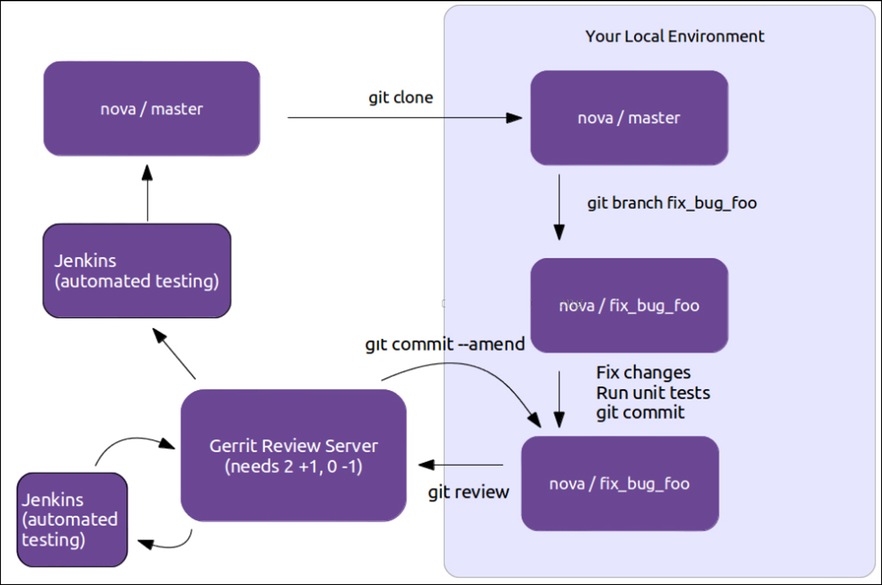 Your Local Environment
nova / master
git clone
nova / master
git branch fix_bug_foo
Jenkins
(automated testing)
nova / fix_bug_foo
git commit --amend
Fix changes
Run unit tests
git commit
Gerrit Review Server
(needs 2 +1, 0 -1)
git review
nova / fix_bug_foo
Jenkins
(automated
testing)